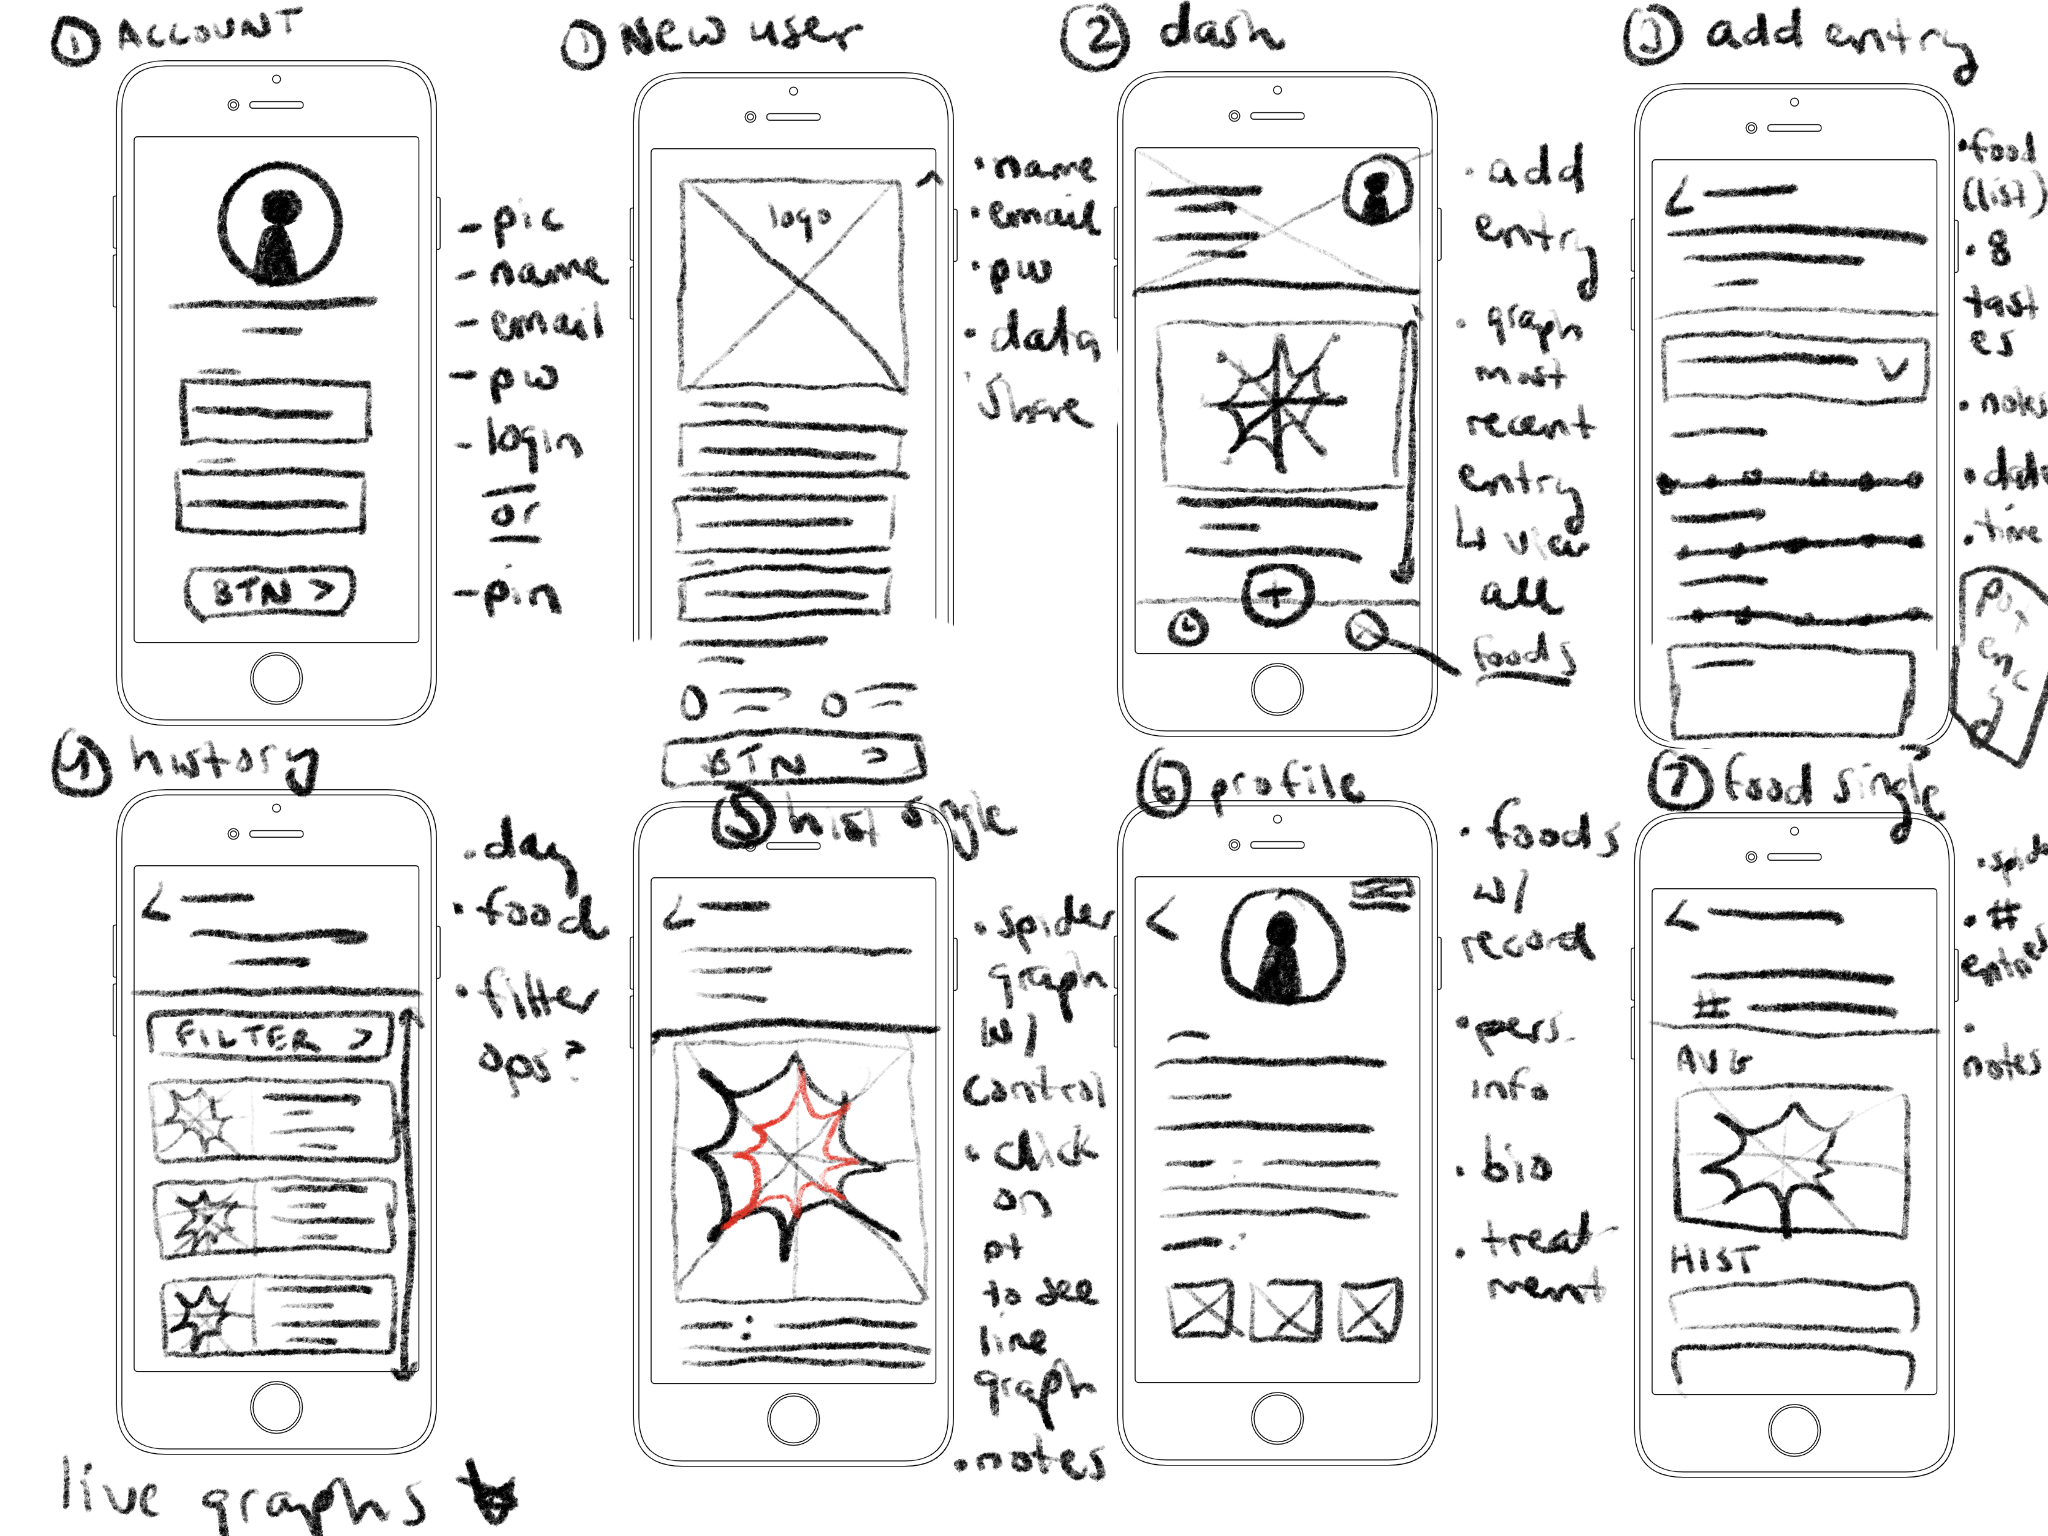 ① ACCOUNT
- pic
- name
- email
- pw
- login
or
- pin
BTN >
① New user
logo
• name
• email
• pw
• data
share
BTN >
② dash
• add
entry
• graph
most
recent
entry
↳ view
all
foods
③ add entry
• food
(list)
• 8
tast
es
• notes
• date
• time
④ history
FILTER >
• day
• food
• filter
ops?
⑤ hist single
• spider
graph
w/
control
• click
on
pt
to see
line
graph
• notes
⑥ profile
• foods
w/
record
• pers.
info
• bio
• treat-
ment
⑦ food single
#
AVG
HIST
• #
entries
•
notes
live graphs